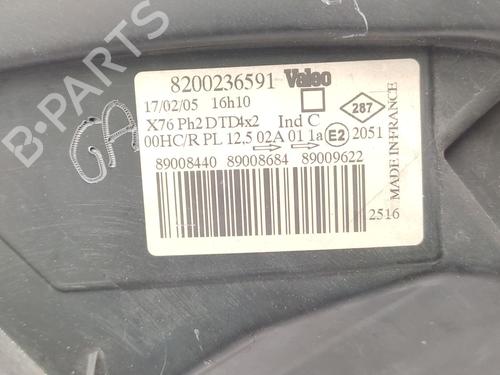 B-PARTS
GA
8200236591 Valeo
17/02/05 16h10
X76 Ph2 DTD4x2 Ind C
287
00HC/R PL 12,5 02A 01 1a E2 2051
89008440 89008684 89009622
2516
MADE IN FRANCE